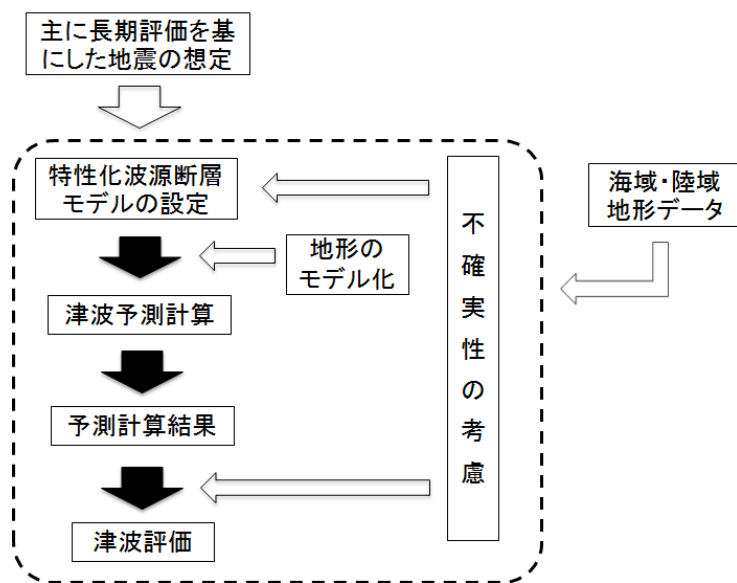 主に長期評価を基
にした地震の想定
特性化波源断層
モデルの設定
地形の
モデル化
津波予測計算
予測計算結果
津波評価
不確実性の考慮
海域・陸域
地形データ